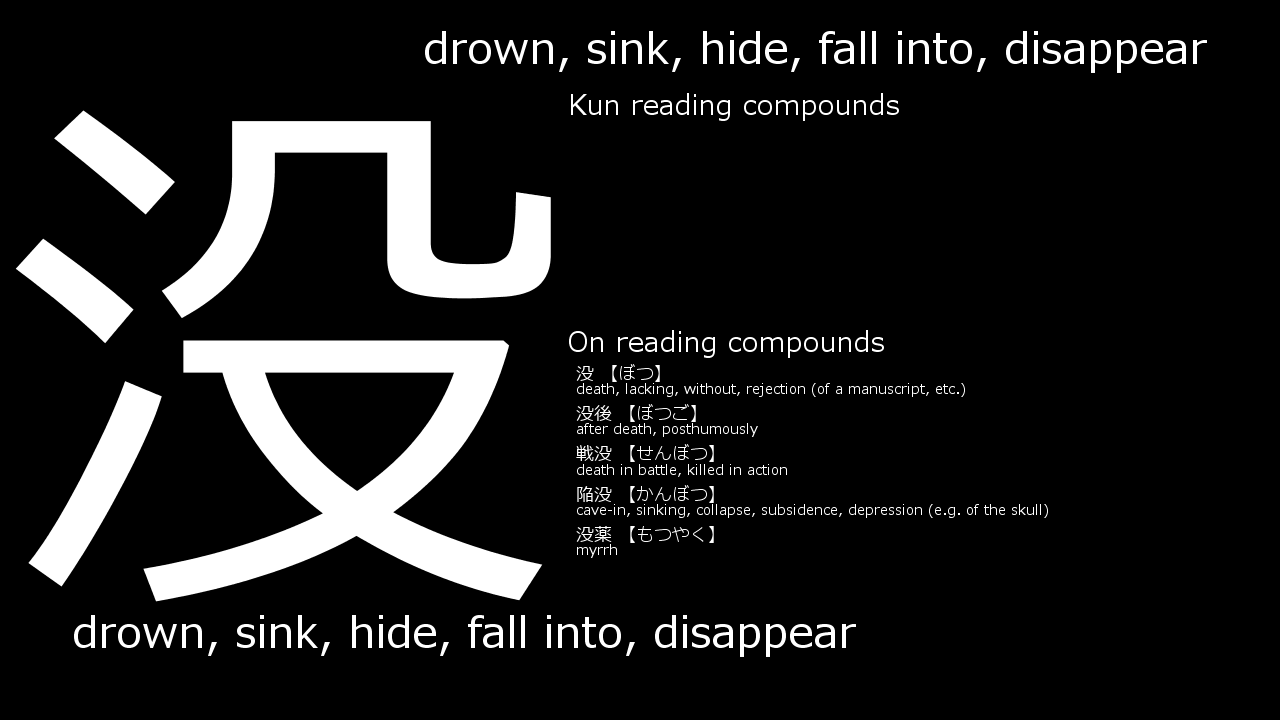 drown, sink, hide, fall into, disappear
Kun reading compounds
没
On reading compounds
没 【ぼつ】
death, lacking, without, rejection (of a manuscript, etc.)
没後 【ぼつご】
after death, posthumously
戦没 【せんぼつ】
death in battle, killed in action
陥没 【かんぼつ】
cave-in, sinking, collapse, subsidence, depression (e.g. of the skull)
没薬 【もつやく】
myrrh
drown, sink, hide, fall into, disappear